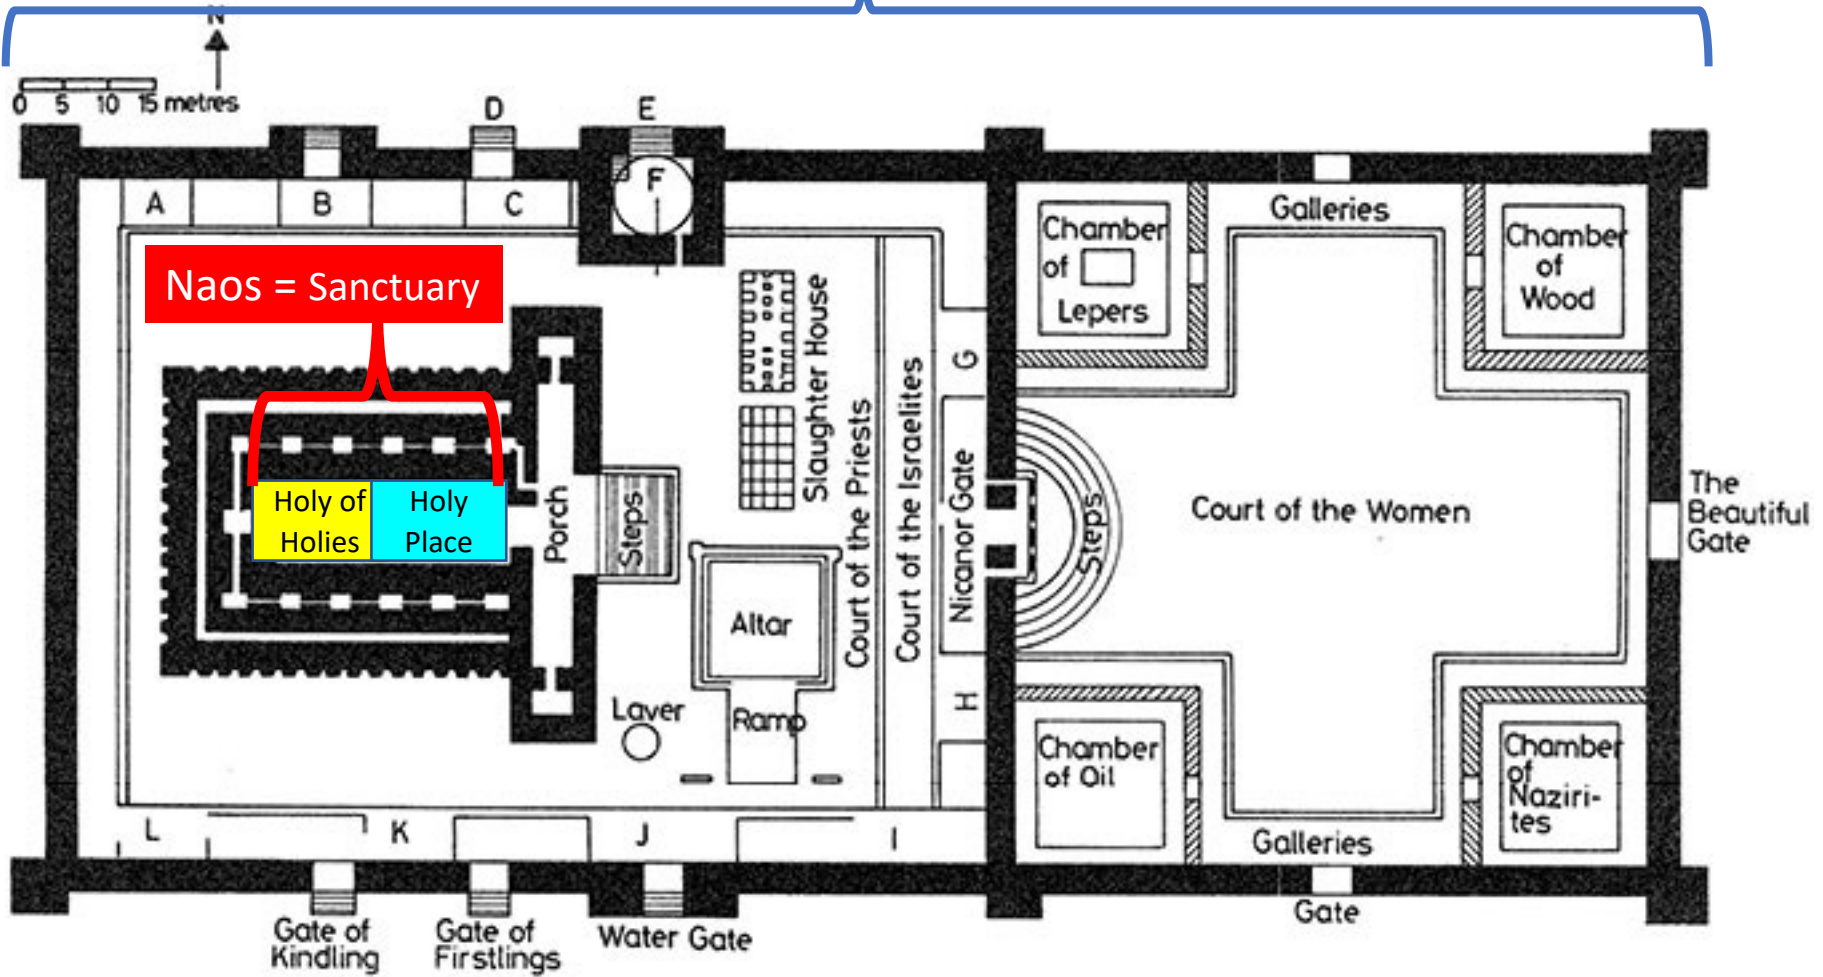 N
0 5 10 15 metres
D
E
F
A
B
C
Galleries
Chamber
of
Lepers
Chamber
of
Wood
Naos = Sanctuary
Slaughter House
Court of the Priests
Court of the Israelites
G
Nicanor Gate
H
Holy of
Holies
Holy
Place
Porch
Steps
Steps
Court of the Women
The
Beautiful
Gate
Altar
Laver
Ramp
Chamber
of Oil
Chamber
of
Naziri-
tes
L
K
J
I
Galleries
Gate of
Kindling
Gate of
Firstlings
Water Gate
Gate